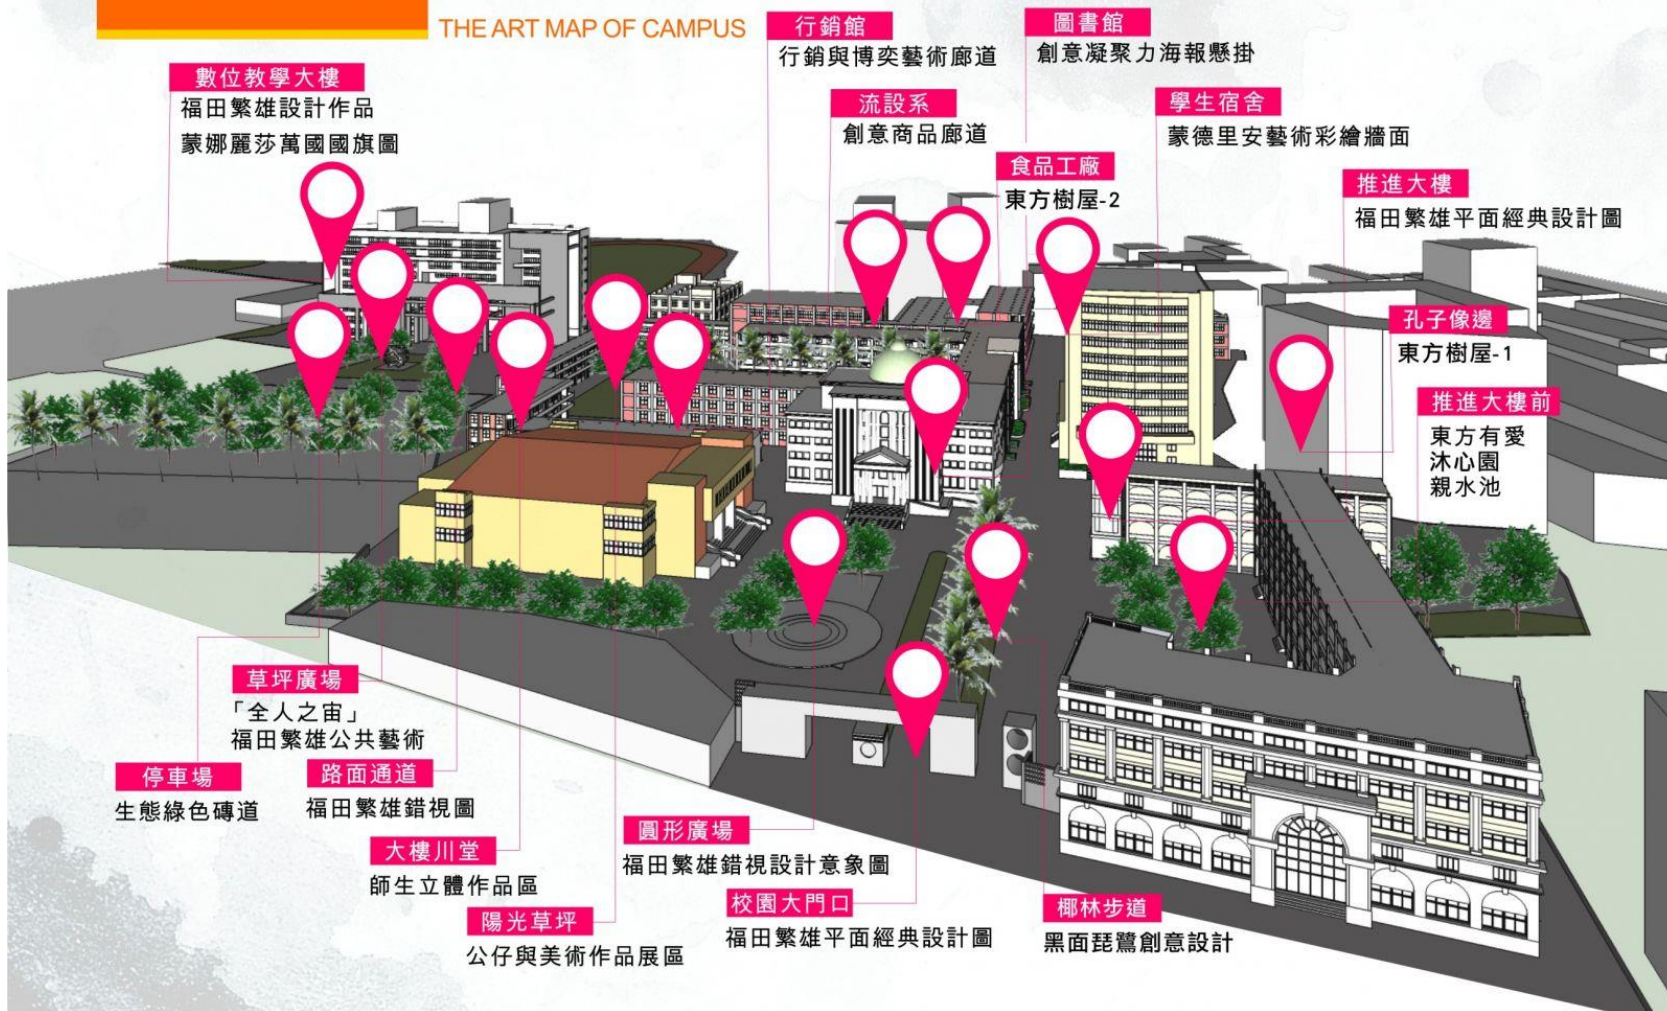 THE ART MAP OF CAMPUS
行銷館
行銷與博奕藝術廊道
圖書館
創意凝聚力海報懸掛
數位教學大樓
福田繁雄設計作品
蒙娜麗莎萬國國旗圖
流設系
創意商品廊道
學生宿舍
蒙德里安藝術彩繪牆面
食品工廠
東方樹屋-2
推進大樓
福田繁雄平面經典設計圖
孔子像邊
東方樹屋-1
推進大樓前
東方有愛
沐心園
親水池
草坪廣場
「全人之宙」
福田繁雄公共藝術
停車場
生態綠色磚道
路面通道
福田繁雄錯視圖
大樓川堂
師生立體作品區
陽光草坪
公仔與美術作品展區
圓形廣場
福田繁雄錯視設計意象圖
校園大門口
福田繁雄平面經典設計圖
椰林步道
黑面琵鷺創意設計